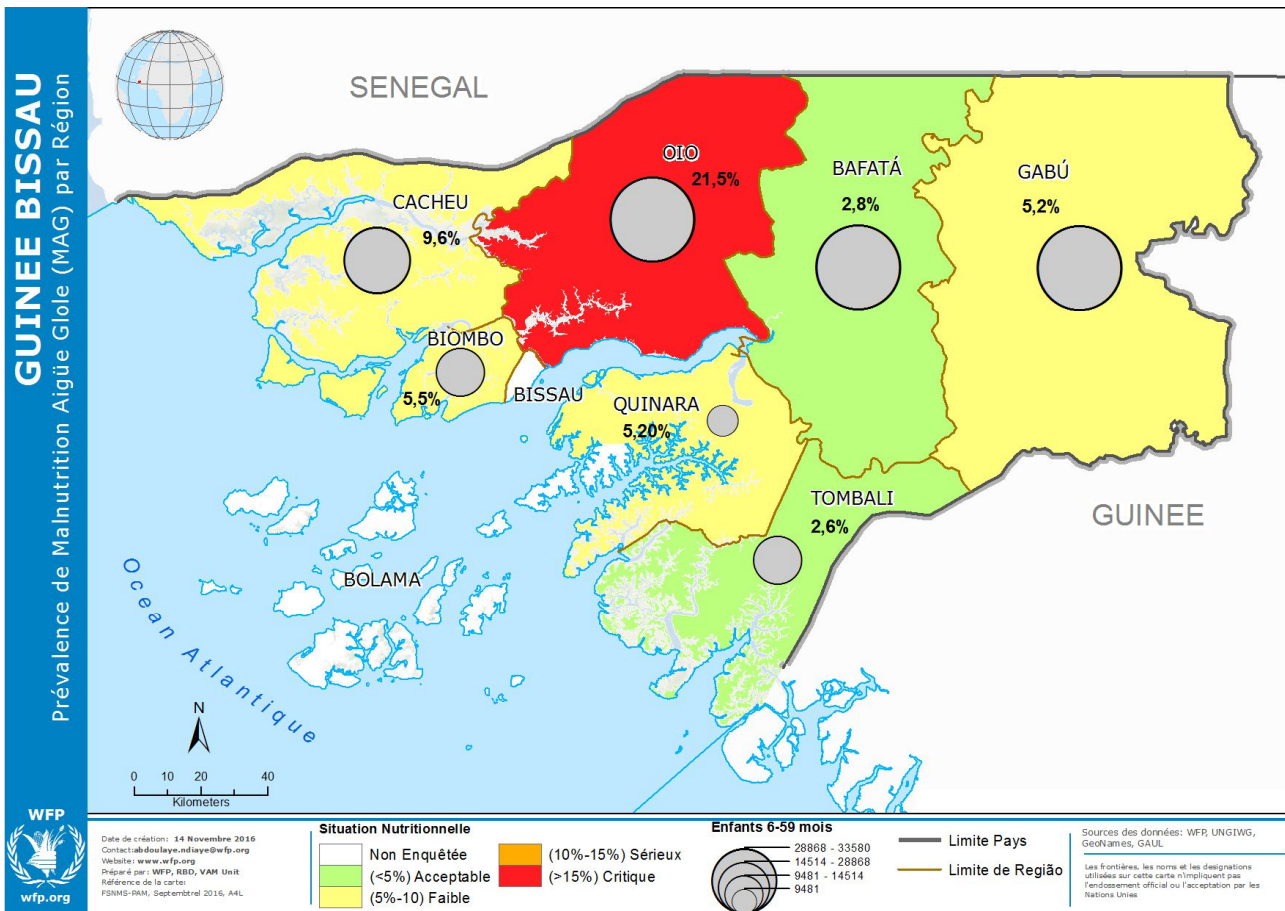 GUINEE BISSAU
Prévalence de Malnutrition Aigüe Glole (MAG) par Région
WFP
wfp.org
SENEGAL
OIO
21,5%
BAFATÁ
2,8%
GABÚ
5,2%
CACHEU
9,6%
BIOMBO
5,5%
BISSAU
QUINARA
5,20%
TOMBALI
2,6%
GUINEE
BOLAMA
Ocean Atlantique
N
0 10 20 40
Kilometers
Date de création: 14 Novembre 2016
Contact:abdoulaye.ndiaye@wfp.org
Website: www.wfp.org
Préparé par: WFP, RBD, VAM Unit
Référence de la carte:
FSNMS-PAM, Septembtrel 2016, A4L
Situation Nutritionnelle
Non Enquêtée
(<5%) Acceptable
(5%-10) Faible
(10%-15%) Sérieux
(>15%) Critique
Enfants 6-59 mois
28868 - 33580
14514 - 28868
9481 - 14514
9481
Limite Pays
Limite de Região
Sources des données: WFP, UNGIWG,
GeoNames, GAUL
Les frontières, les noms et les designations
utilisées sur cette carte n'impliquent pas
l'endossement official ou l'acceptation par les
Nations Unies